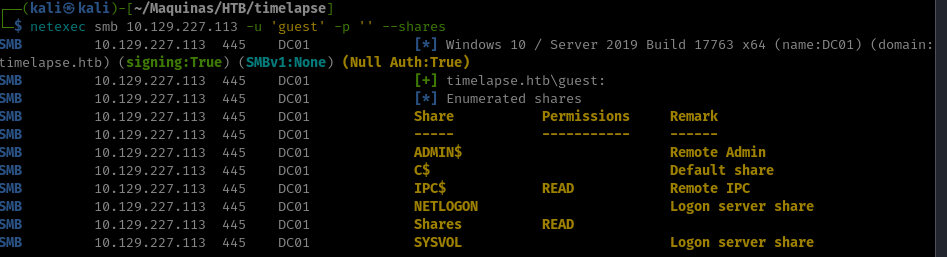 ┌──(kali㉿kali)-[~/Maquinas/HTB/timelapse]
└─$ netexec smb 10.129.227.113 -u 'guest' -p '' --shares
SMB 10.129.227.113 445 DC01 [*] Windows 10 / Server 2019 Build 17763 x64 (name:DC01) (domain:
timelapse.htb) (signing:True) (SMBv1:None) (Null Auth:True)
SMB 10.129.227.113 445 DC01 [+] timelapse.htb\guest:
SMB 10.129.227.113 445 DC01 [*] Enumerated shares
SMB 10.129.227.113 445 DC01 Share Permissions Remark
SMB 10.129.227.113 445 DC01 ----- ----------- ------
SMB 10.129.227.113 445 DC01 ADMIN$ Remote Admin
SMB 10.129.227.113 445 DC01 C$ Default share
SMB 10.129.227.113 445 DC01 IPC$ READ Remote IPC
SMB 10.129.227.113 445 DC01 NETLOGON Logon server share
SMB 10.129.227.113 445 DC01 Shares READ
SMB 10.129.227.113 445 DC01 SYSVOL Logon server share